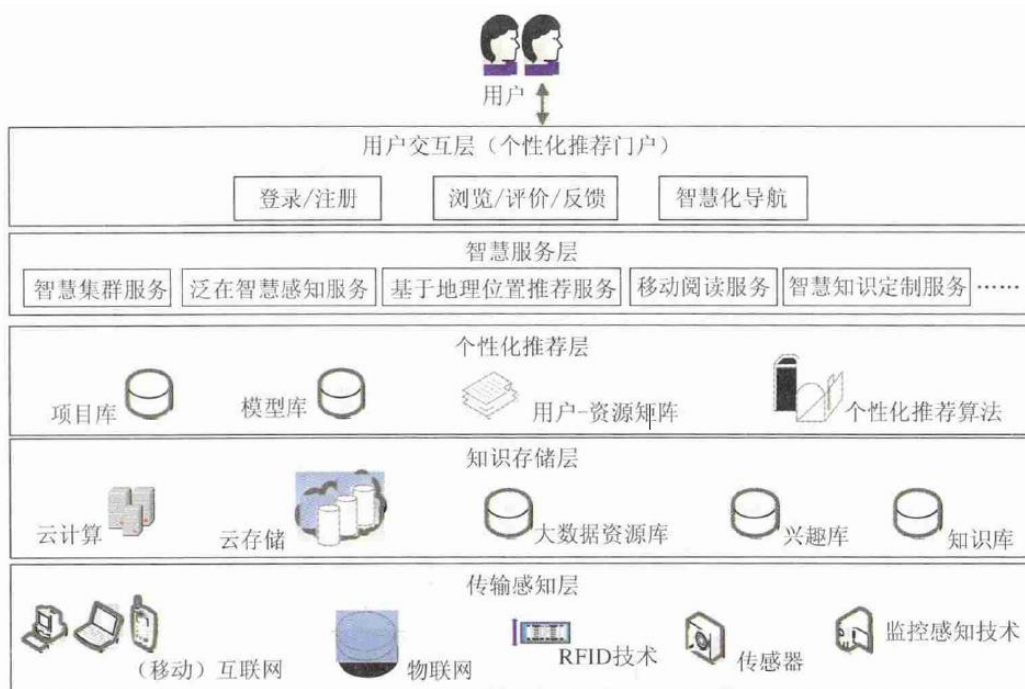 用户
用户交互层（个性化推荐门户）
登录/注册 浏览/评价/反馈 智慧化导航
智慧服务层
智慧集群服务 泛在智慧感知服务 基于地理位置推荐服务 移动阅读服务 智慧知识定制服务 ……
个性化推荐层
项目库 模型库 用户-资源矩阵 个性化推荐算法
知识存储层
云计算 云存储 大数据资源库 兴趣库 知识库
传输感知层
（移动）互联网 物联网 RFID技术 传感器 监控感知技术